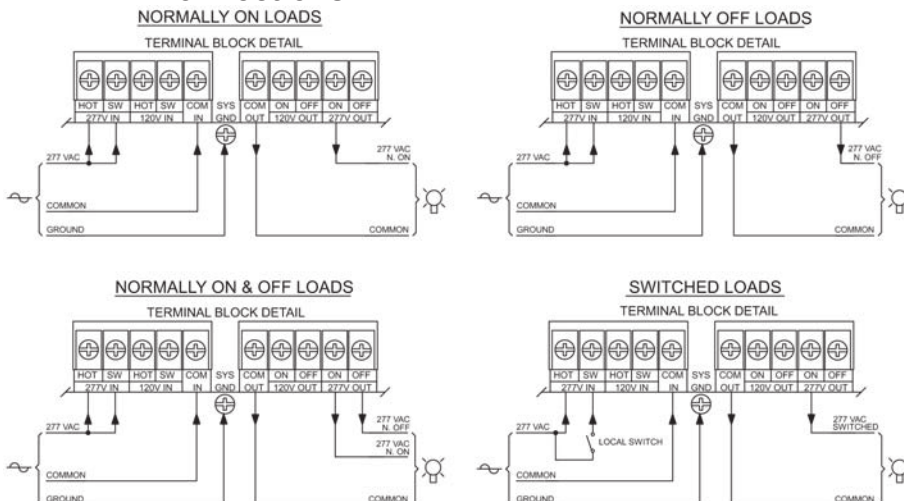 NORMALLY ON LOADS
TERMINAL BLOCK DETAIL
HOT SW HOT SW COM SYS COM ON OFF ON OFF
277V IN 120V IN IN GND OUT 120V OUT 277V OUT
277 VAC
277 VAC
N. ON
COMMON
GROUND
COMMON
NORMALLY OFF LOADS
TERMINAL BLOCK DETAIL
HOT SW HOT SW COM SYS COM ON OFF ON OFF
277V IN 120V IN IN GND OUT 120V OUT 277V OUT
277 VAC
277 VAC
N. OFF
COMMON
GROUND
COMMON
NORMALLY ON & OFF LOADS
TERMINAL BLOCK DETAIL
HOT SW HOT SW COM SYS COM ON OFF ON OFF
277V IN 120V IN IN GND OUT 120V OUT 277V OUT
277 VAC
277 VAC
N. OFF
277 VAC
N. ON
COMMON
GROUND
COMMON
SWITCHED LOADS
TERMINAL BLOCK DETAIL
HOT SW HOT SW COM SYS COM ON OFF ON OFF
277V IN 120V IN IN GND OUT 120V OUT 277V OUT
277 VAC
LOCAL SWITCH
277 VAC
SWITCHED
COMMON
GROUND
COMMON